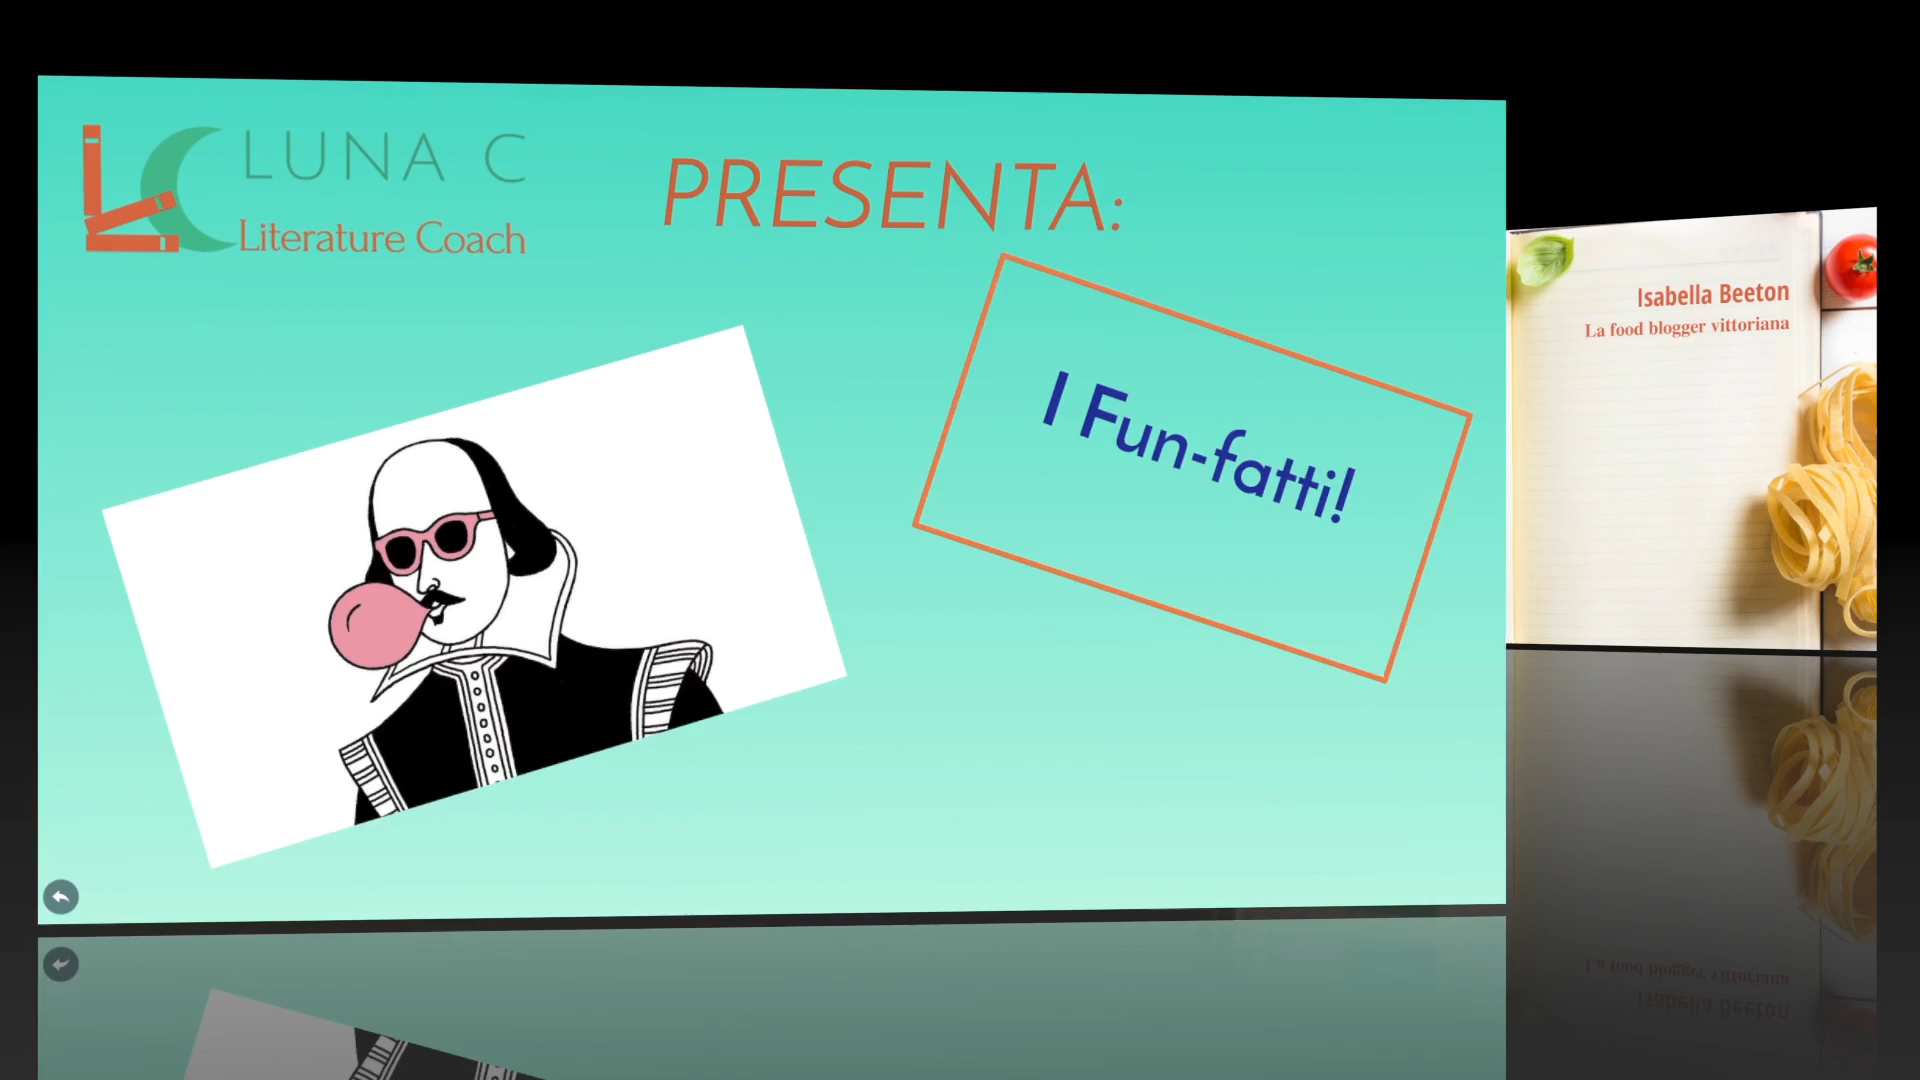 LUNA C
Literature Coach
PRESENTA:
I Fun-fatti!
Isabella Beeton
La food blogger vittoriana